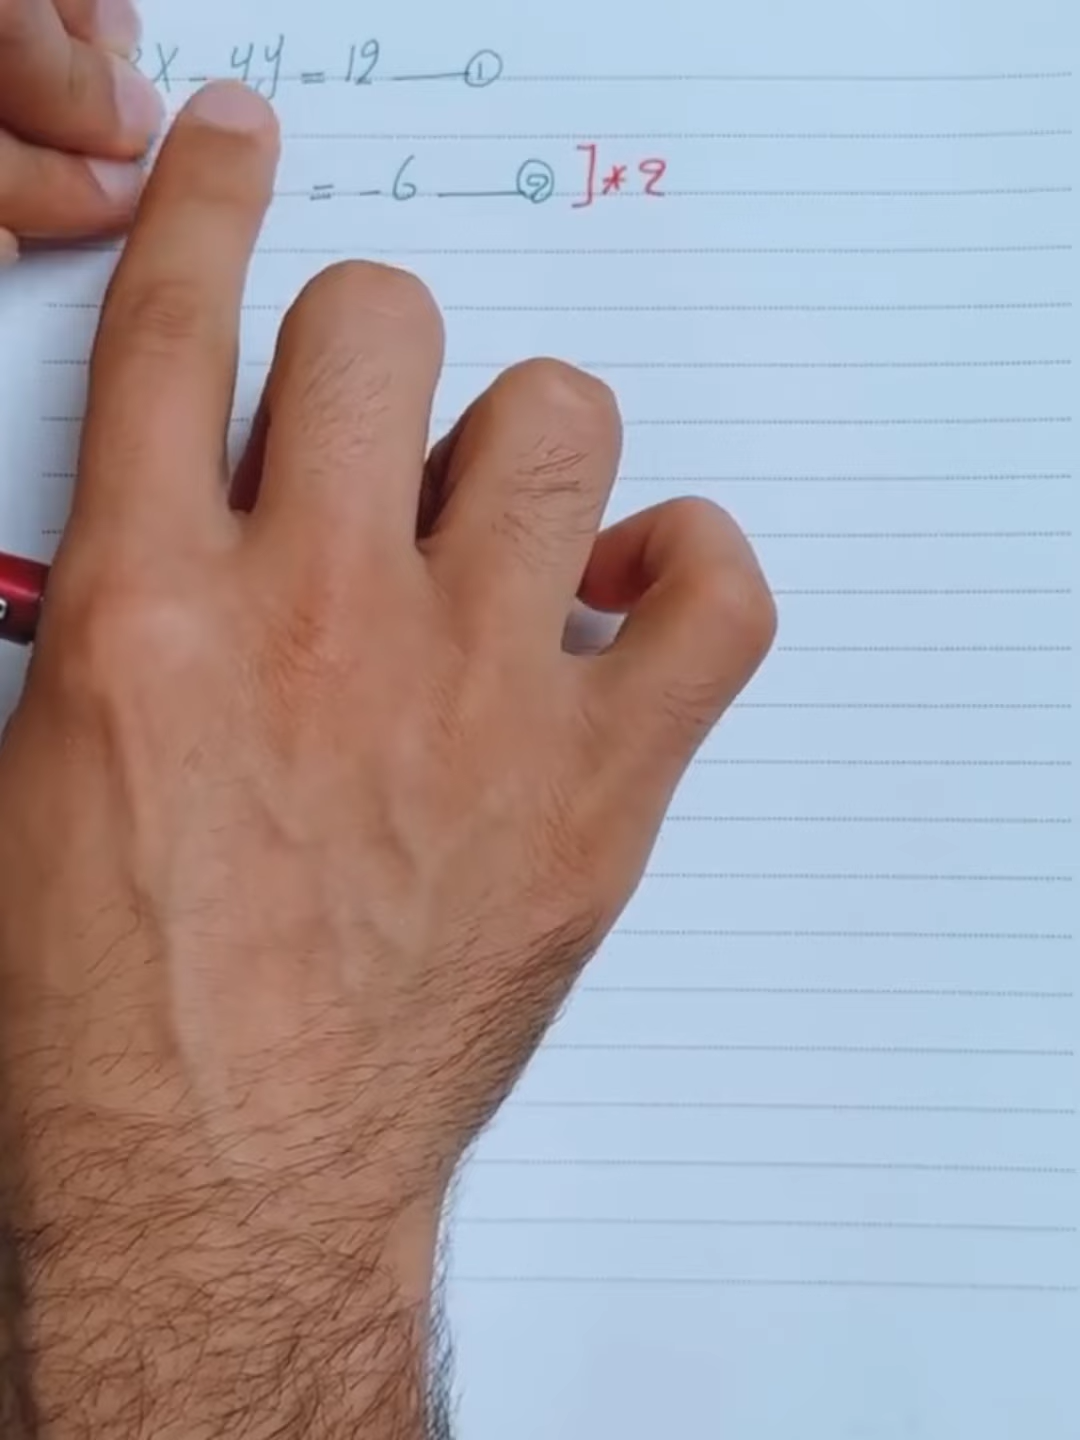 x - 4y = 12 —— ①
= -6 —— ② ] * 2